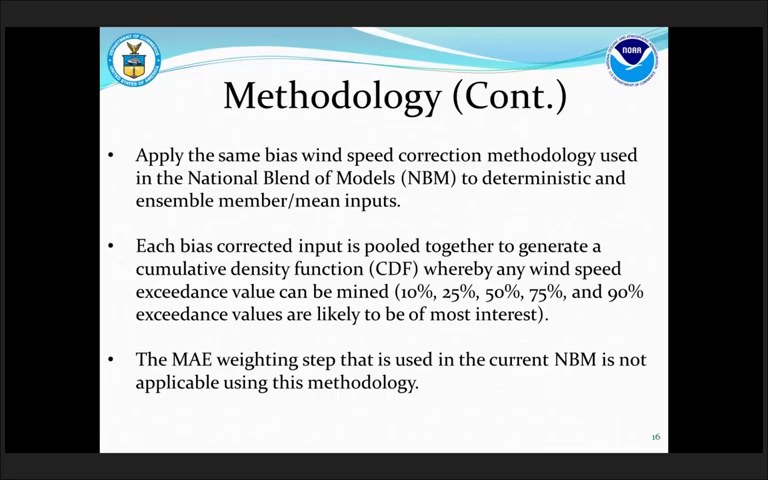 NOAA
Methodology (Cont.)
• Apply the same bias wind speed correction methodology used
in the National Blend of Models (NBM) to deterministic and
ensemble member/mean inputs.
• Each bias corrected input is pooled together to generate a
cumulative density function (CDF) whereby any wind speed
exceedance value can be mined (10%, 25%, 50%, 75%, and 90%
exceedance values are likely to be of most interest).
• The MAE weighting step that is used in the current NBM is not
applicable using this methodology.
16